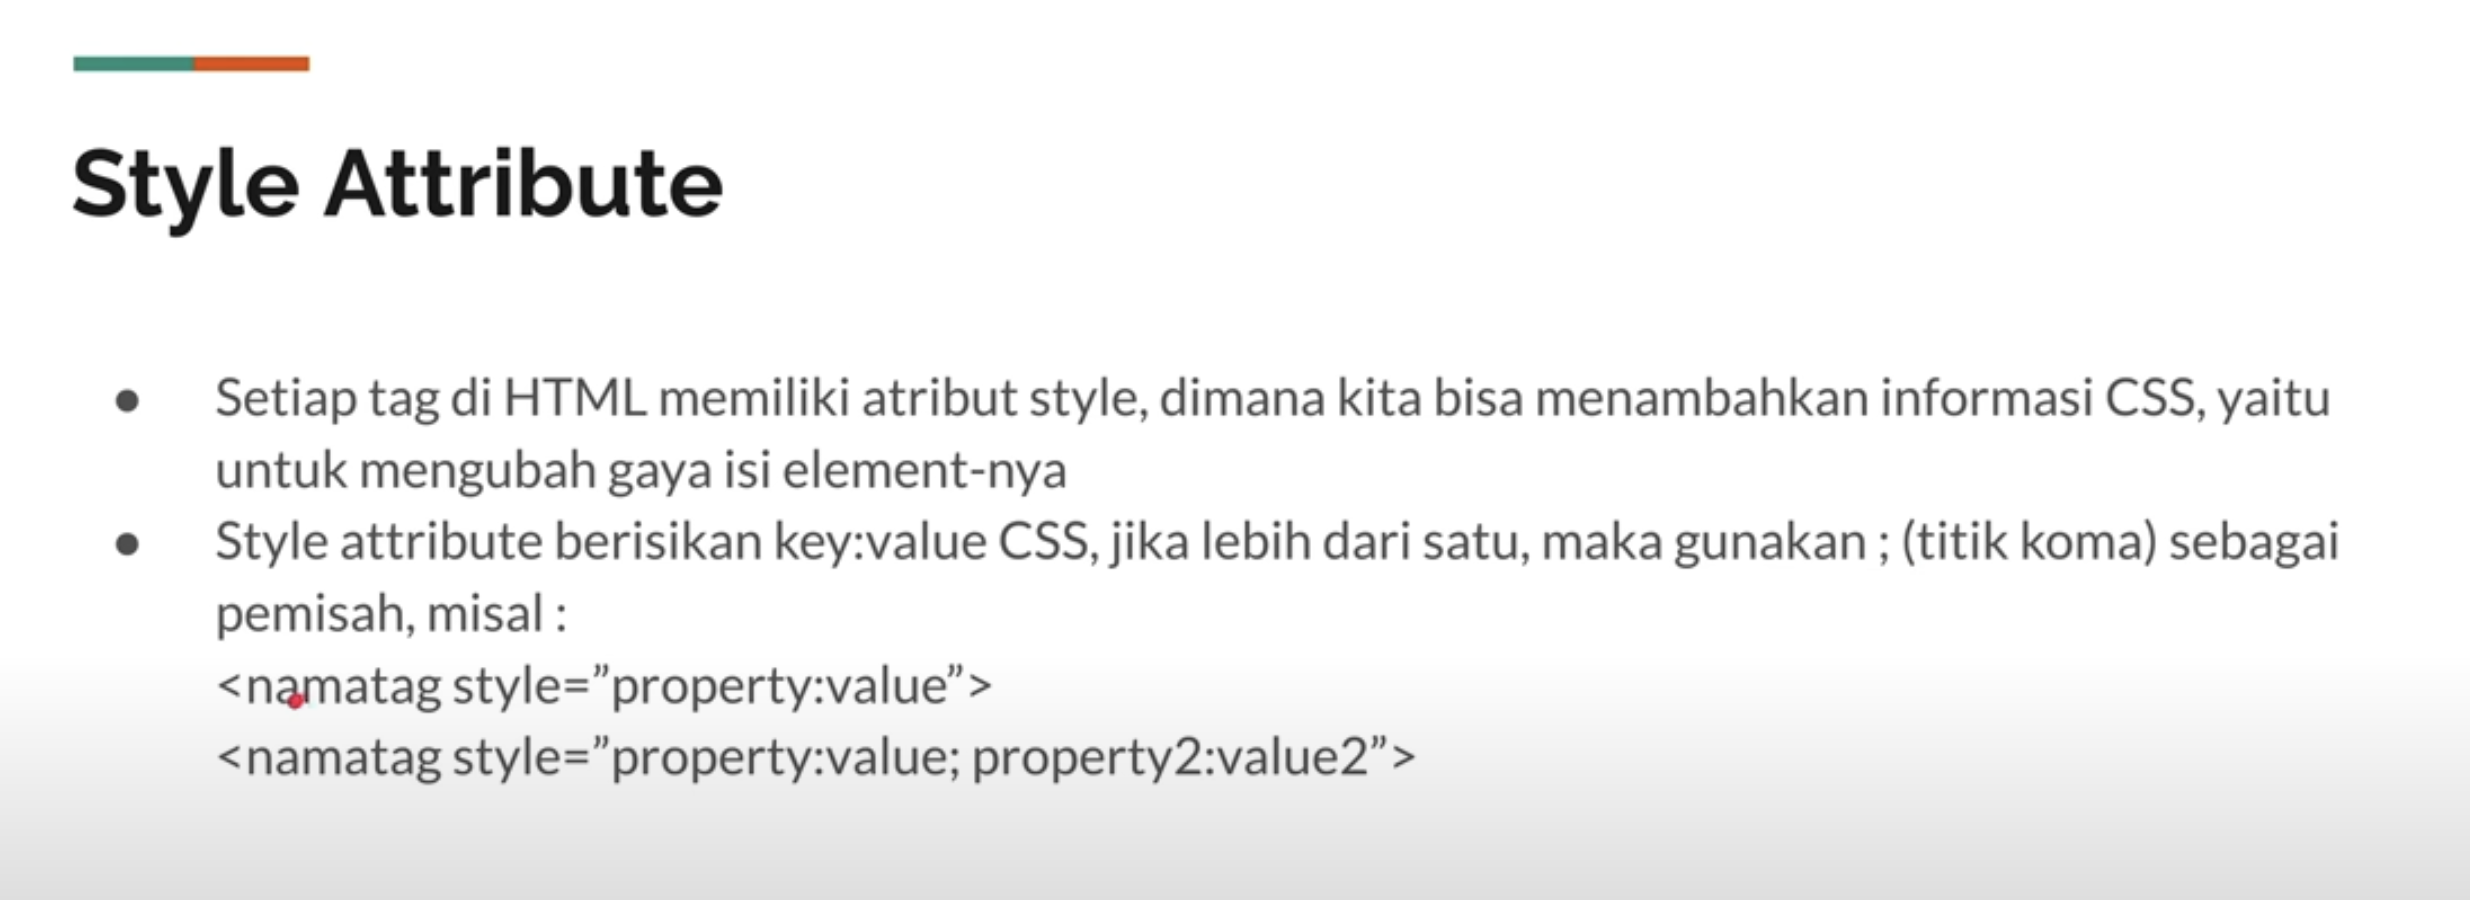 Style Attribute
● Setiap tag di HTML memiliki atribut style, dimana kita bisa menambahkan informasi CSS, yaitu
untuk mengubah gaya isi element-nya
● Style attribute berisikan key:value CSS, jika lebih dari satu, maka gunakan ; (titik koma) sebagai
pemisah, misal :
<namatag style=”property:value”>
<namatag style=”property:value; property2:value2”>